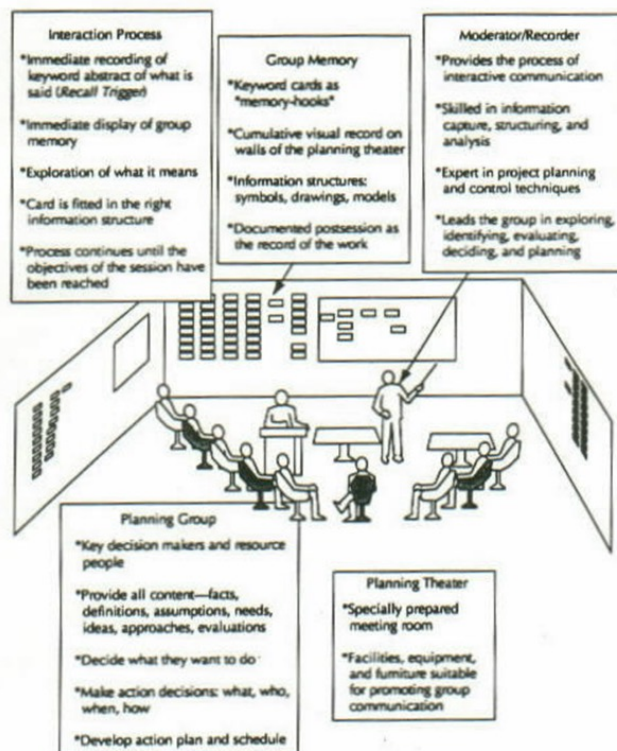 Interaction Process
*Immediate recording of
keyword abstract of what is
said (Recall Trigger)
*Immediate display of group
memory
*Exploration of what it means
*Card is fitted in the right
information structure
*Process continues until the
objectives of the session have
been reached
Group Memory
*Keyword cards as
"memory-hooks"
*Cumulative visual record on
walls of the planning theater
*Information structures:
symbols, drawings, models
*Documented postsession as
the record of the work
Moderator/Recorder
*Provides the process of
interactive communication
*Skilled in information
capture, structuring, and
analysis
*Expert in project planning
and control techniques
*Leads the group in exploring,
identifying, evaluating,
deciding, and planning
Planning Group
*Key decision makers and resource
people
*Provide all content—facts,
definitions, assumptions, needs,
ideas, approaches, evaluations
*Decide what they want to do
*Make action decisions: what, who,
when, how
*Develop action plan and schedule
Planning Theater
*Specially prepared
meeting room
*Facilities, equipment,
and furniture suitable
for promoting group
communication